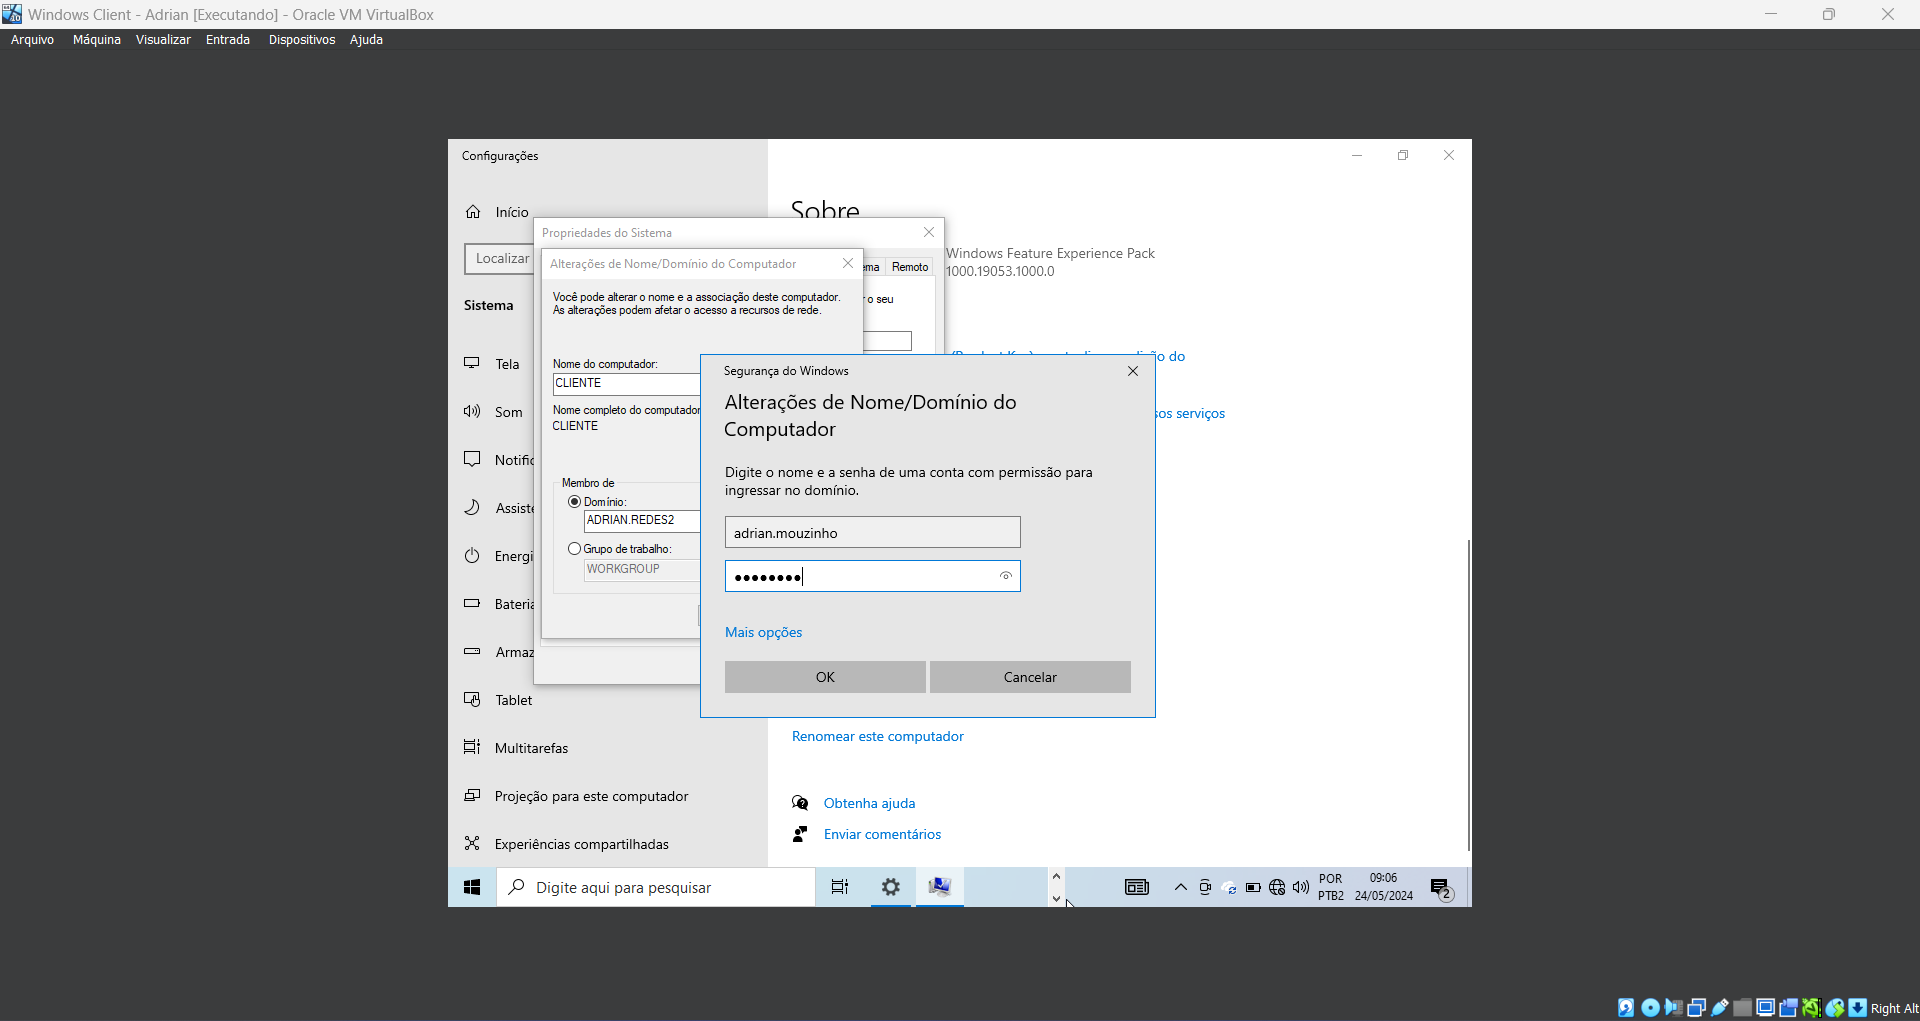 Windows Client - Adrian [Executando] - Oracle VM VirtualBox
Arquivo Máquina Visualizar Entrada Dispositivos Ajuda
Configurações
Início
Localizar
Sistema
Tela
Som
Notific
Assiste
Energi
Bateria
Armaz
Tablet
Multitarefas
Projeção para este computador
Experiências compartilhadas
Sobre
Windows Feature Experience Pack
1000.19053.1000.0
o do
sos serviços
Renomear este computador
Obtenha ajuda
Enviar comentários
Propriedades do Sistema
ema Remoto
r o seu
Alterações de Nome/Domínio do Computador
Você pode alterar o nome e a associação deste computador.
As alterações podem afetar o acesso a recursos de rede.
Nome do computador:
CLIENTE
Nome completo do computador
CLIENTE
Membro de
Domínio:
ADRIAN.REDES2
Grupo de trabalho:
WORKGROUP
Segurança do Windows
Alterações de Nome/Domínio do
Computador
Digite o nome e a senha de uma conta com permissão para
ingressar no domínio.
adrian.mouzinho
••••••••
Mais opções
OK Cancelar
Digite aqui para pesquisar
POR
PTB2
09:06
24/05/2024
2
Right Alt